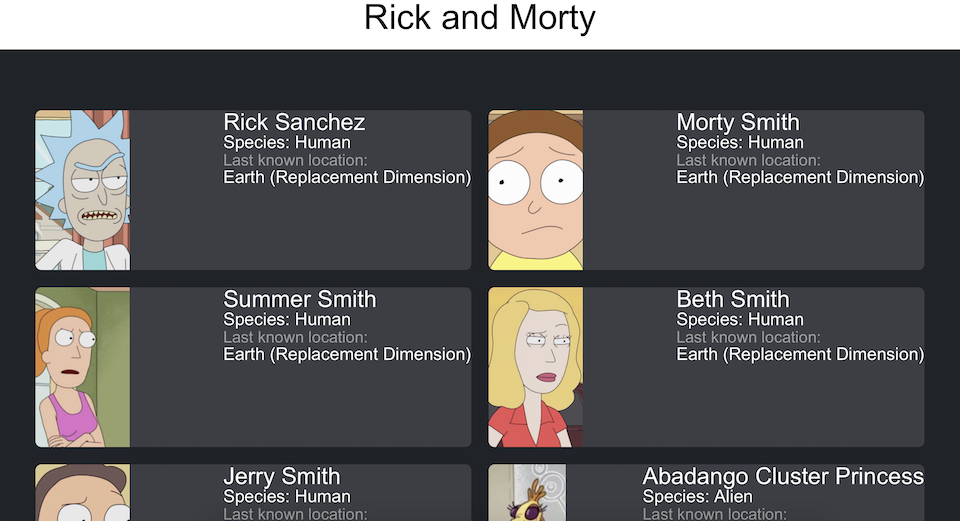 Rick and Morty
Rick Sanchez
Species: Human
Last known location:
Earth (Replacement Dimension)
Morty Smith
Species: Human
Last known location:
Earth (Replacement Dimension)
Summer Smith
Species: Human
Last known location:
Earth (Replacement Dimension)
Beth Smith
Species: Human
Last known location:
Earth (Replacement Dimension)
Jerry Smith
Species: Human
Last known location:
Abadango Cluster Princess
Species: Alien
Last known location: